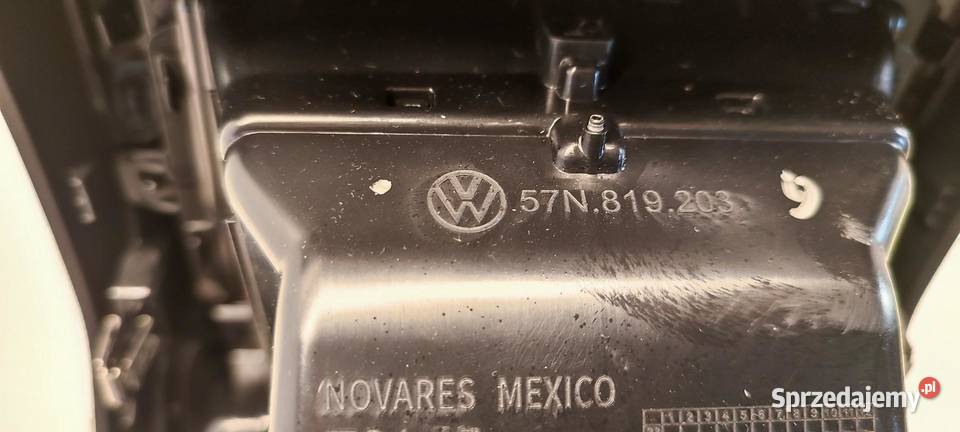 57N.819.203 9
NOVARES MEXICO
1 2 3 4 5 6 7 8 9 10 11 12
Sprzedajemy.pl